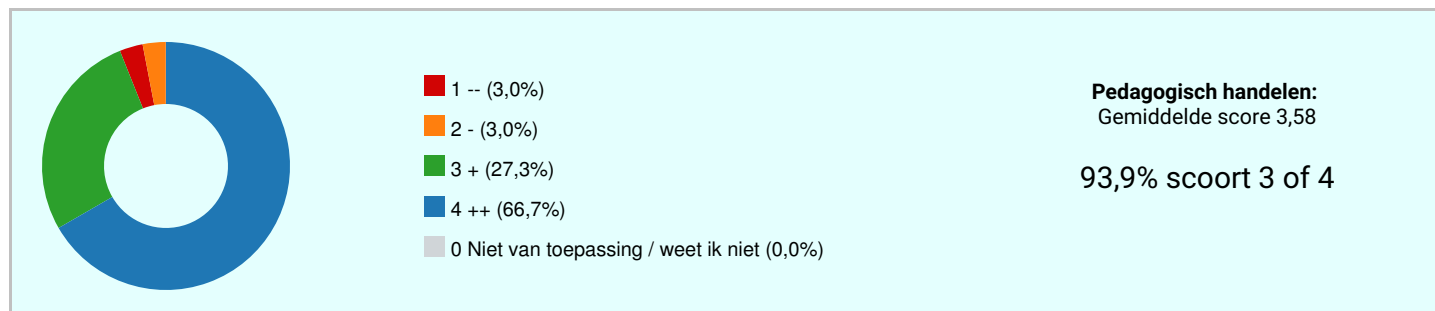 1 -- (3,0%)
2 - (3,0%)
3 + (27,3%)
4 ++ (66,7%)
0 Niet van toepassing / weet ik niet (0,0%)
Pedagogisch handelen:
Gemiddelde score 3,58
93,9% scoort 3 of 4